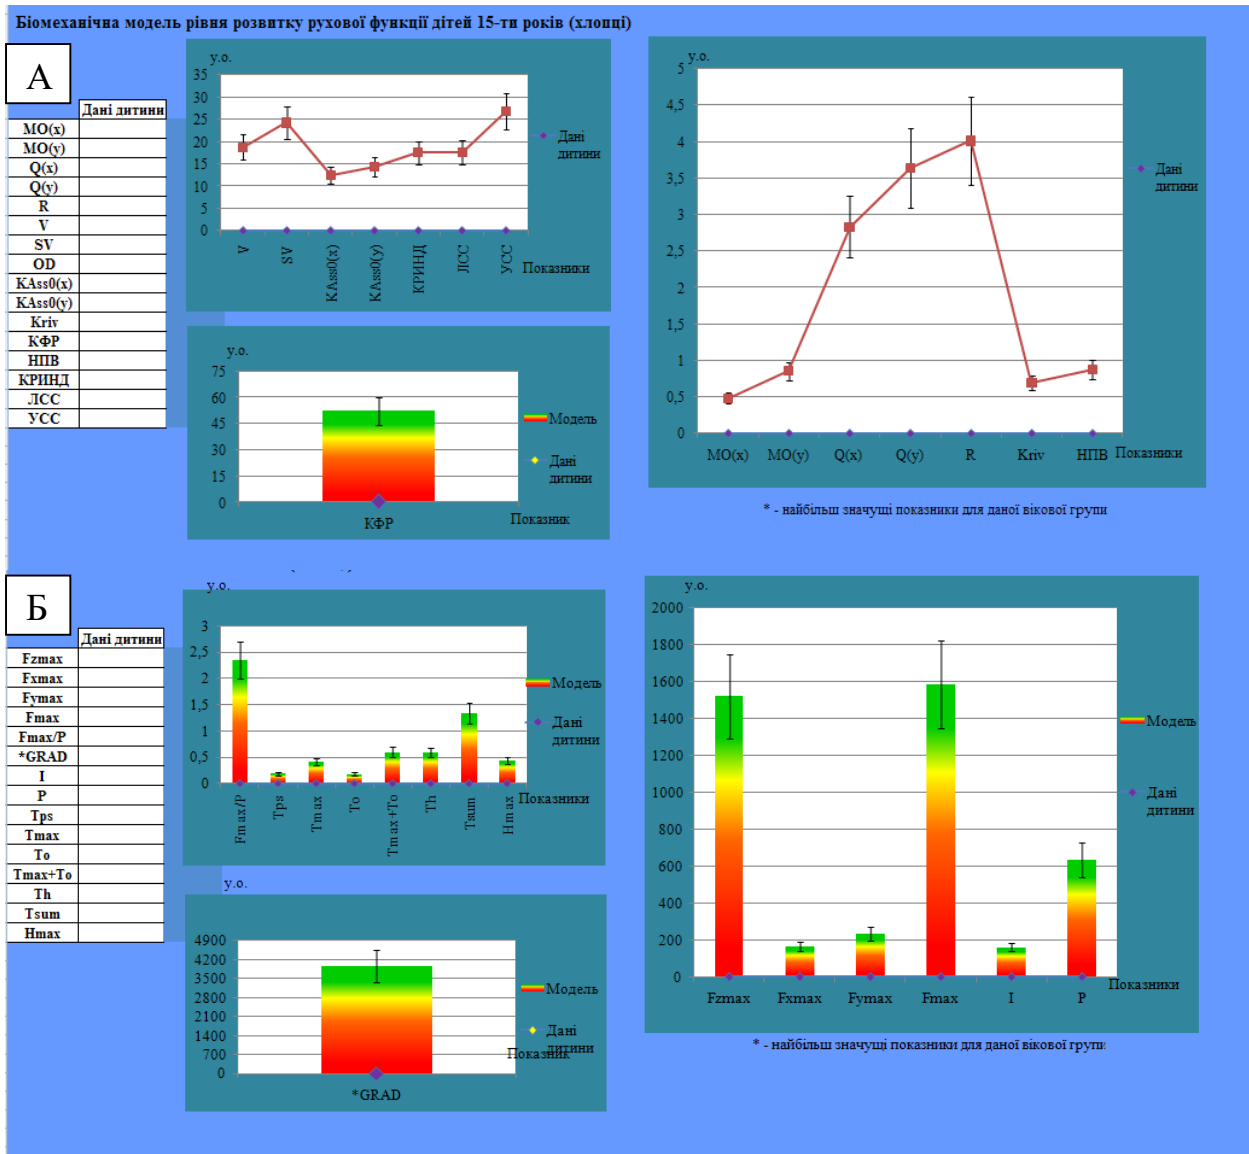 Біомеханічна модель рівня розвитку рухової функції дітей 15-ти років (хлопці)
А
Дані дитини
MO(x)
MO(y)
Q(x)
Q(y)
R
V
SV
OD
KAss0(x)
KAss0(y)
Kriv
КФР
НПВ
КРИНД
ЛСС
УСС
у.о.
35
30
25
20
15
10
5
0
V
SV
KAss0(x)
KAss0(y)
КРИНД
ЛСС
УСС
Показники
Дані
дитини
у.о.
75
60
45
30
15
0
КФР
Показник
Модель
Дані
дитини
у.о.
5
4,5
4
3,5
3
2,5
2
1,5
1
0,5
0
MO(x)
MO(y)
Q(x)
Q(y)
R
Kriv
НПВ
Показники
Дані
дитини
* - найбільш значущі показники для даної вікової групи
Б
Дані дитини
Fzmax
Fxmax
Fymax
Fmax
Fmax/P
*GRAD
I
P
Tps
Tmax
To
Tmax+To
Th
Tsum
Hmax
у.о.
3
2,5
2
1,5
1
0,5
0
Fmax/P
Tps
Tmax
To
Tmax+To
Th
Tsum
Hmax
Показники
Модель
Дані
дитини
у.о.
4900
4200
3500
2800
2100
1400
700
0
*GRAD
Показник
Модель
Дані
дитини
у.о.
2000
1800
1600
1400
1200
1000
800
600
400
200
0
Fzmax
Fxmax
Fymax
Fmax
I
P
Показники
Модель
Дані
дитини
* - найбільш значущі показники для даної вікової групи